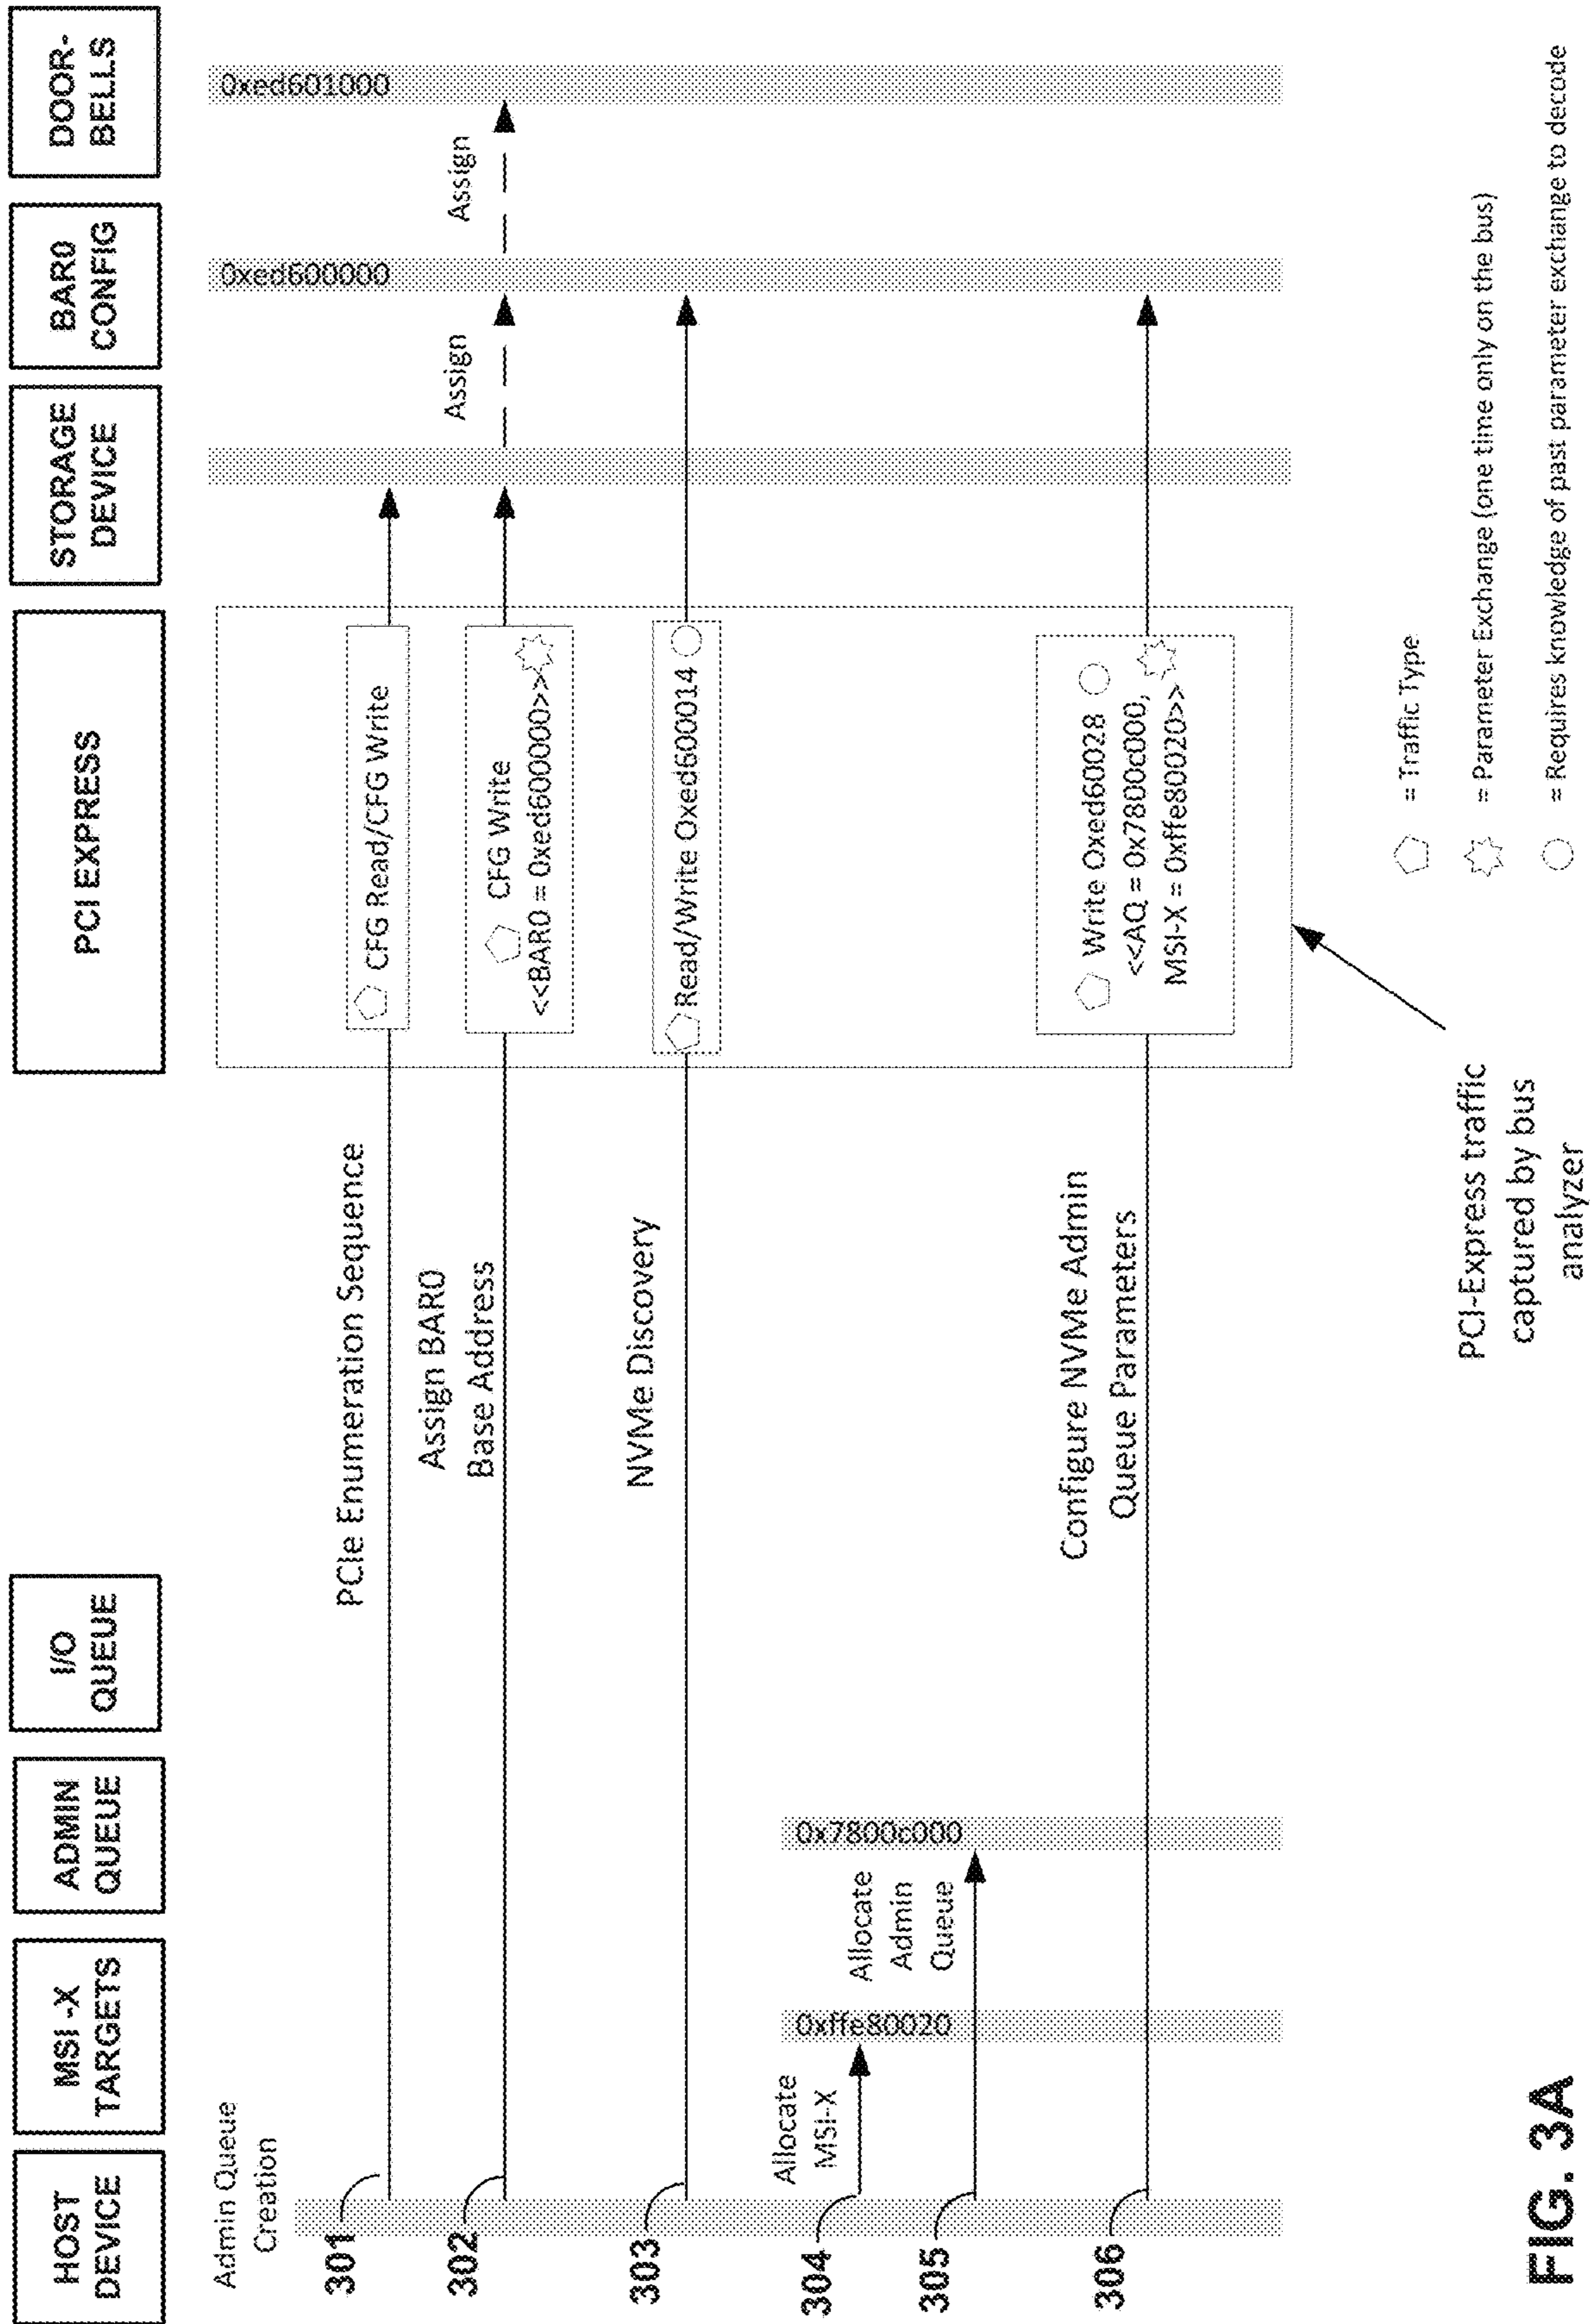 HOST
DEVICE
MSI -X
TARGETS
ADMIN
QUEUE
I/O
QUEUE
PCI EXPRESS
STORAGE
DEVICE
BAR0
CONFIG
DOOR-
BELLS
Admin Queue
Creation
0xed600000
0xed601000
301
PCIe Enumeration Sequence
CFG Read/CFG Write
302
Assign BAR0
Base Address
CFG Write
<<BAR0 = 0xed600000>>
Assign
Assign
303
NVMe Discovery
Read/Write 0xed600014
304
Allocate
MSI-X
0xffe80020
305
Allocate
Admin
Queue
0x7800c000
306
Configure NVMe Admin
Queue Parameters
Write 0xed60028
<<AQ = 0x7800c000,
MSI-X = 0xffe80020>>
PCI-Express traffic
captured by bus
analyzer
= Traffic Type
= Parameter Exchange (one time only on the bus)
= Requires knowledge of past parameter exchange to decode
FIG. 3A